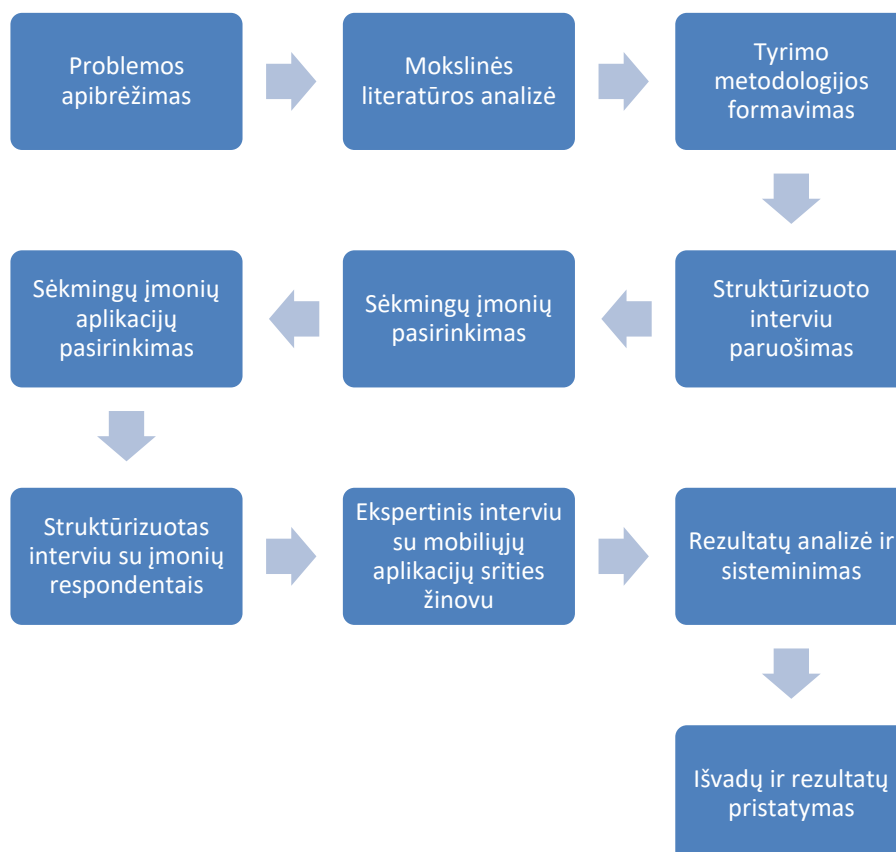 Problemos
apibrėžimas
Mokslinės
literatūros analizė
Tyrimo
metodologijos
formavimas
Struktūrizuoto
interviu
paruošimas
Sėkmingų įmonių
pasirinkimas
Sėkmingų įmonių
aplikacijų
pasirinkimas
Struktūrizuotas
interviu su įmonių
respondentais
Ekspertinis interviu
su mobiliųjų
aplikacijų srities
žinovu
Rezultatų analizė ir
sisteminimas
Išvadų ir rezultatų
pristatymas